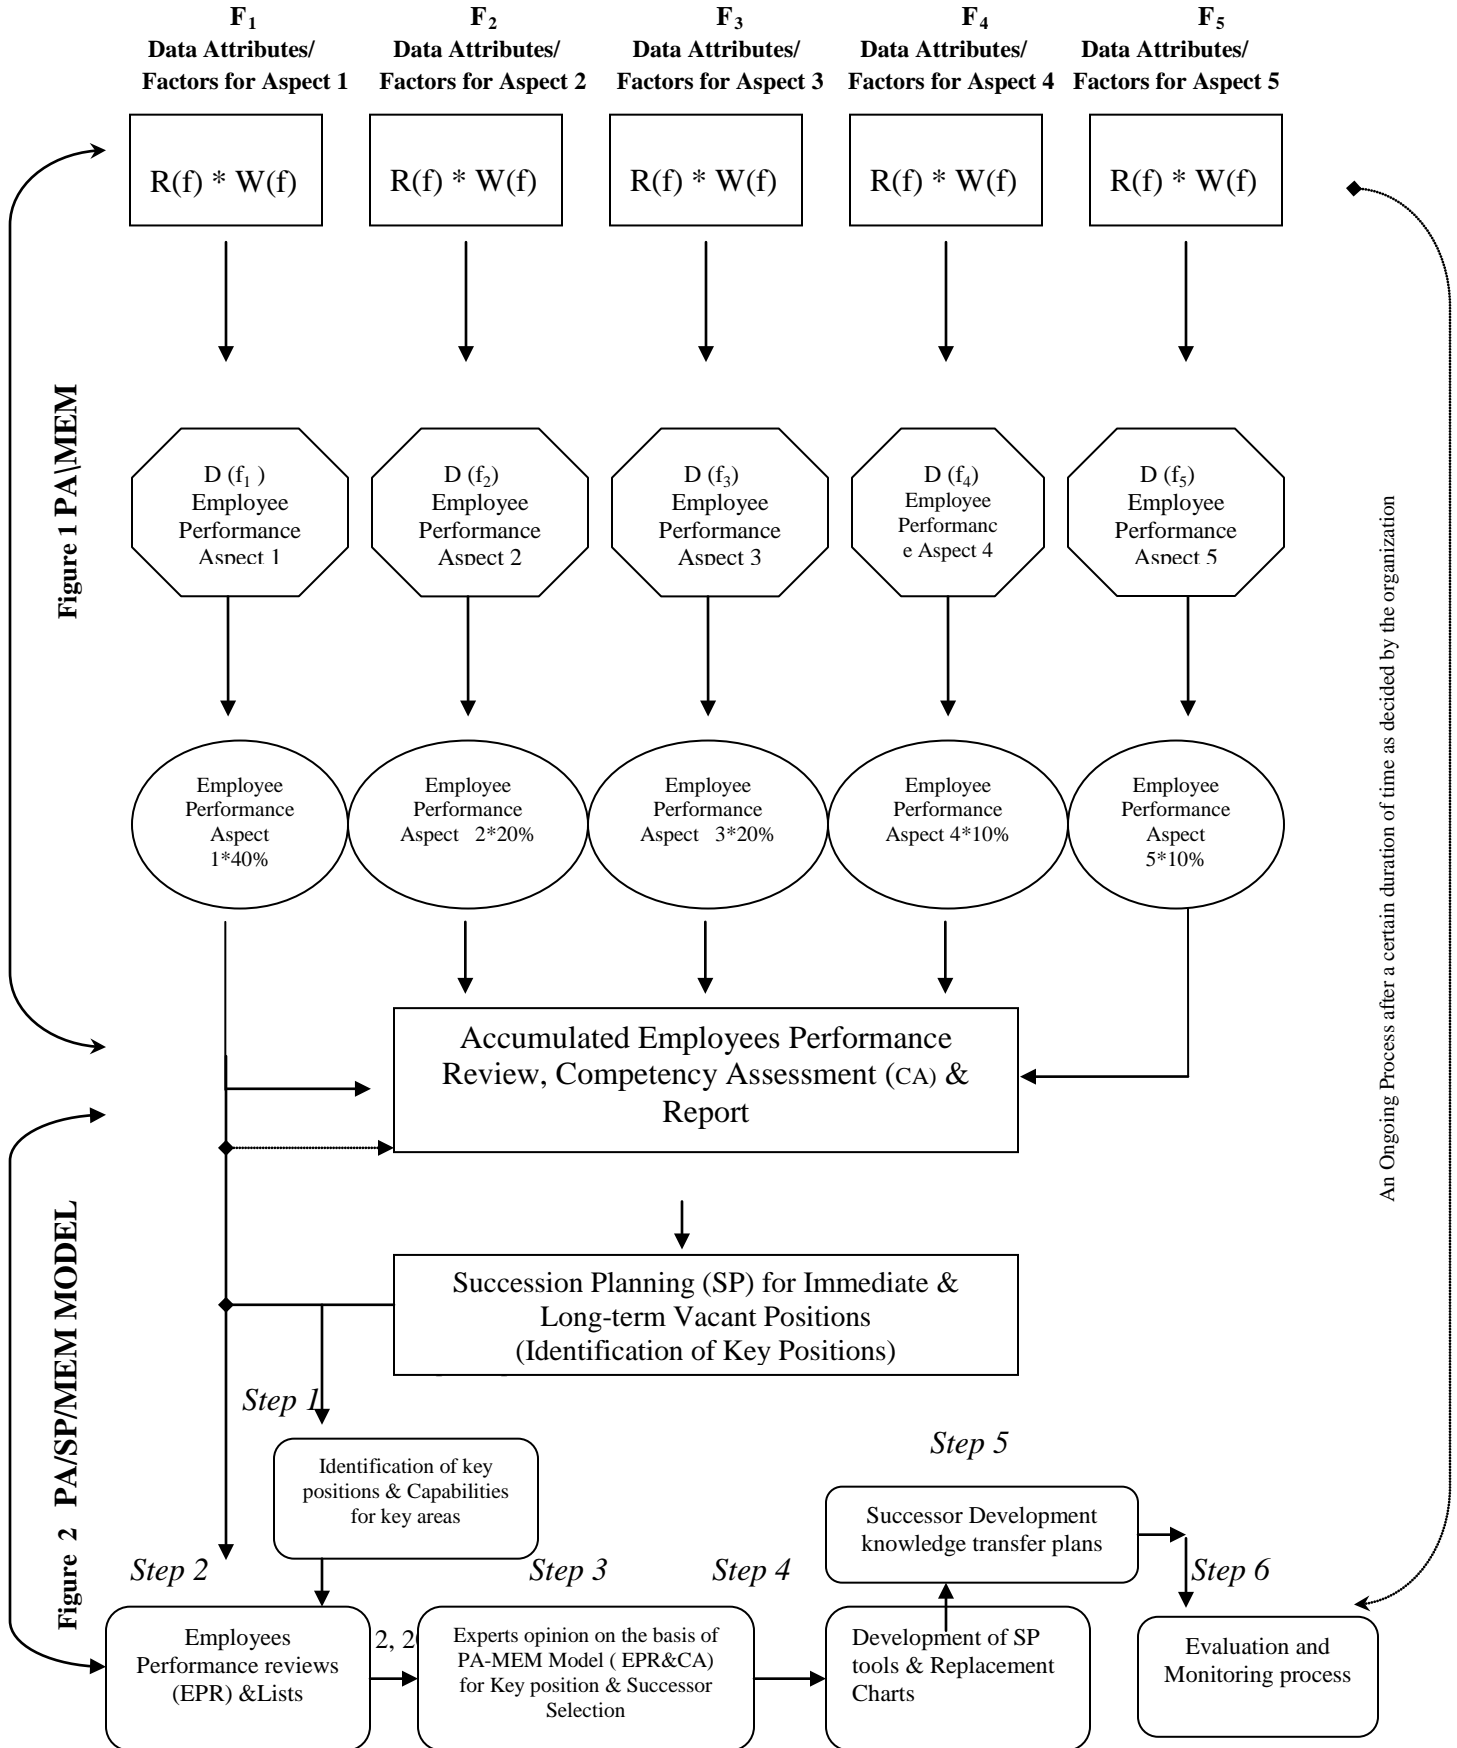 F1 F2 F3 F4 F5
Data Attributes/ Data Attributes/ Data Attributes/ Data Attributes/ Data Attributes/
Factors for Aspect 1 Factors for Aspect 2 Factors for Aspect 3 Factors for Aspect 4 Factors for Aspect 5
R(f) * W(f) R(f) * W(f) R(f) * W(f) R(f) * W(f) R(f) * W(f)
Figure 1 PA\MEM
D (f1 )
Employee
Performance
Aspect 1
D (f2)
Employee
Performance
Aspect 2
D (f3)
Employee
Performance
Aspect 3
D (f4)
Employee
Performanc
e Aspect 4
D (f5)
Employee
Performance
Aspect 5
Employee
Performance
Aspect
1*40%
Employee
Performance
Aspect 2*20%
Employee
Performance
Aspect 3*20%
Employee
Performance
Aspect 4*10%
Employee
Performance
Aspect
5*10%
An Ongoing Process after a certain duration of time as decided by the organization
Accumulated Employees Performance
Review, Competency Assessment (CA) &
Report
Figure 2 PA/SP/MEM MODEL
Succession Planning (SP) for Immediate &
Long-term Vacant Positions
(Identification of Key Positions)
Step 1
Identification of key
positions & Capabilities
for key areas
Step 2
Employees
Performance reviews
(EPR) &Lists
2, 2
Step 3
Experts opinion on the basis of
PA-MEM Model ( EPR&CA)
for Key position & Successor
Selection
Step 4
Development of SP
tools & Replacement
Charts
Step 5
Successor Development
knowledge transfer plans
Step 6
Evaluation and
Monitoring process